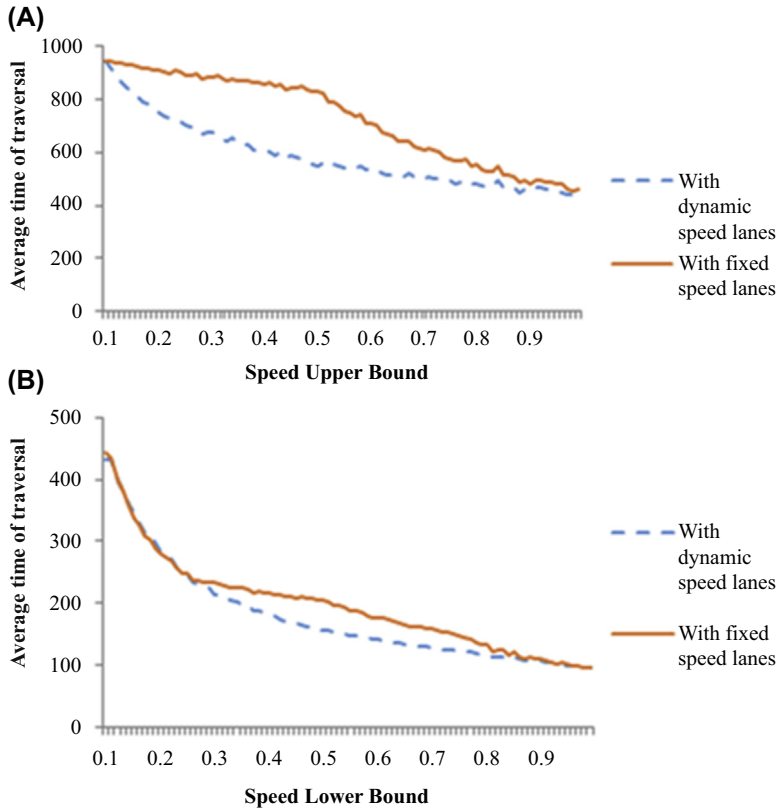 (A)
1000
800
600
400
200
0
Average time of traversal
0.1 0.2 0.3 0.4 0.5 0.6 0.7 0.8 0.9
Speed Upper Bound
With
dynamic
speed lanes
With fixed
speed lanes
(B)
500
400
300
200
100
0
Average time of traversal
0.1 0.2 0.3 0.4 0.5 0.6 0.7 0.8 0.9
Speed Lower Bound
With
dynamic
speed lanes
With fixed
speed lanes